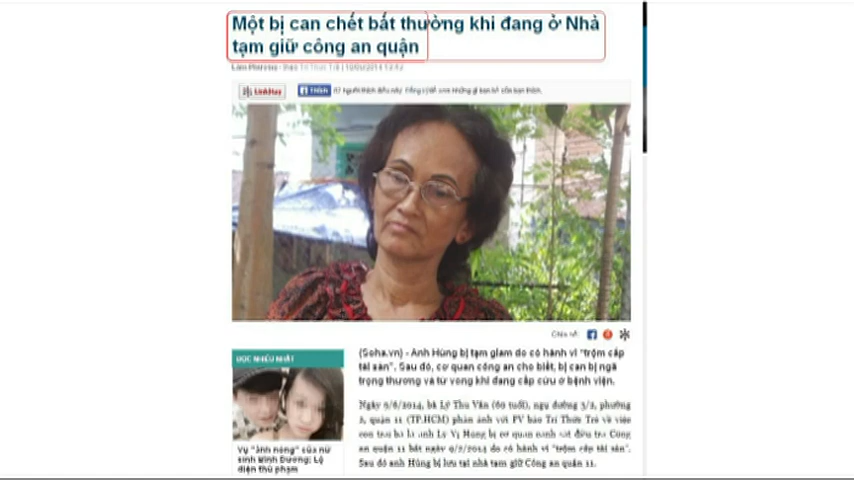 Một bị can chết bất thường khi đang ở Nhà
tạm giữ công an quận
LinkHay
Thích
Chia sẻ:
(Soha.vn) - Anh Hùng bị tạm giam do có hành vi "trộm cắp
tài sản". Sau đó, cơ quan công an cho biết, bị can bị ngã
trọng thương và tử vong khi đang cấp cứu ở bệnh viện.
ĐỌC NHIỀU NHẤT
Ngày 9/6/2014, bà Lý Thu Vân (60 tuổi), ngụ đường 3/2, phường
quận 11 (TP.HCM) phản ánh với PV báo Trí Thức Trẻ về việc
con trai bà là anh Lý Vị Hùng bị cơ quan cảnh sát điều tra Công
an quận 11 bắt ngày 9/2/2014 do có hành vi "trộm cắp tài sản".
Sau đó anh Hùng bị lưu tại nhà tạm giữ Công an quận 11.
Vụ "ảnh nóng" của nữ
sinh Bình Dương: Lộ
diện thủ phạm